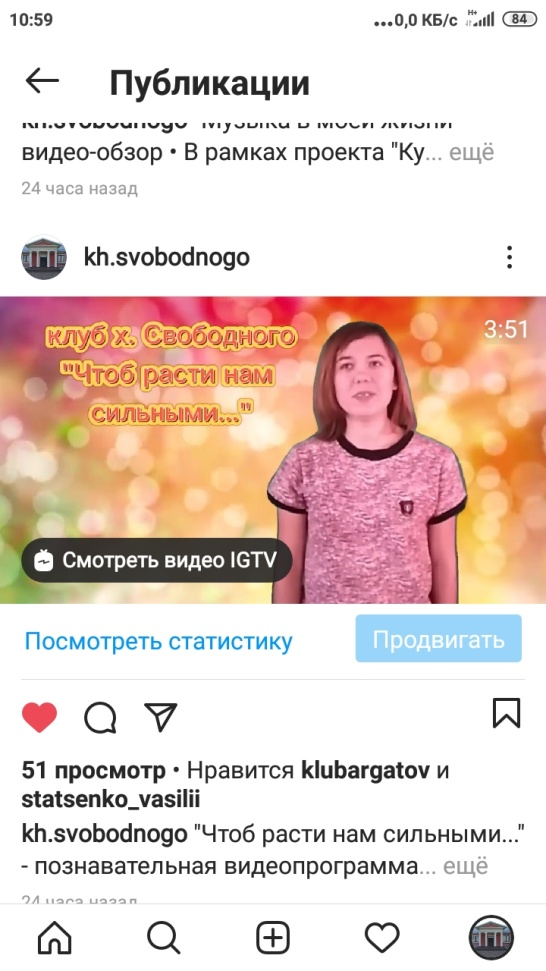 10:59
...0,0 КБ/с H+ 84
Публикации
kh.svobodnogo "Музыка в моей жизни"
видео-обзор • В рамках проекта "Ку... ещё
24 часа назад
kh.svobodnogo
клуб х. Свободного
"Чтоб расти нам
сильными..."
3:51
Смотреть видео IGTV
Посмотреть статистику
Продвигать
51 просмотр • Нравится klubargatov и
statsenko_vasilii
kh.svobodnogo "Чтоб расти нам сильными..."
- познавательная видеопрограмма... ещё
24 часа назад